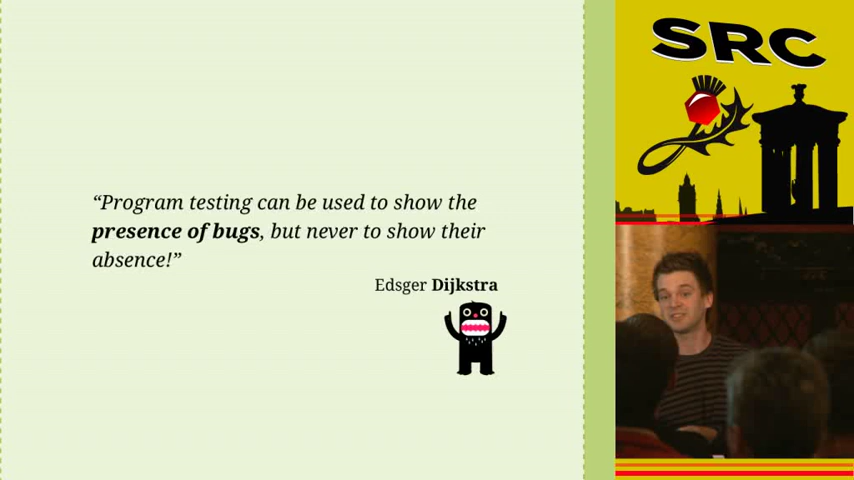 SRC
“Program testing can be used to show the
presence of bugs, but never to show their
absence!”
Edsger Dijkstra